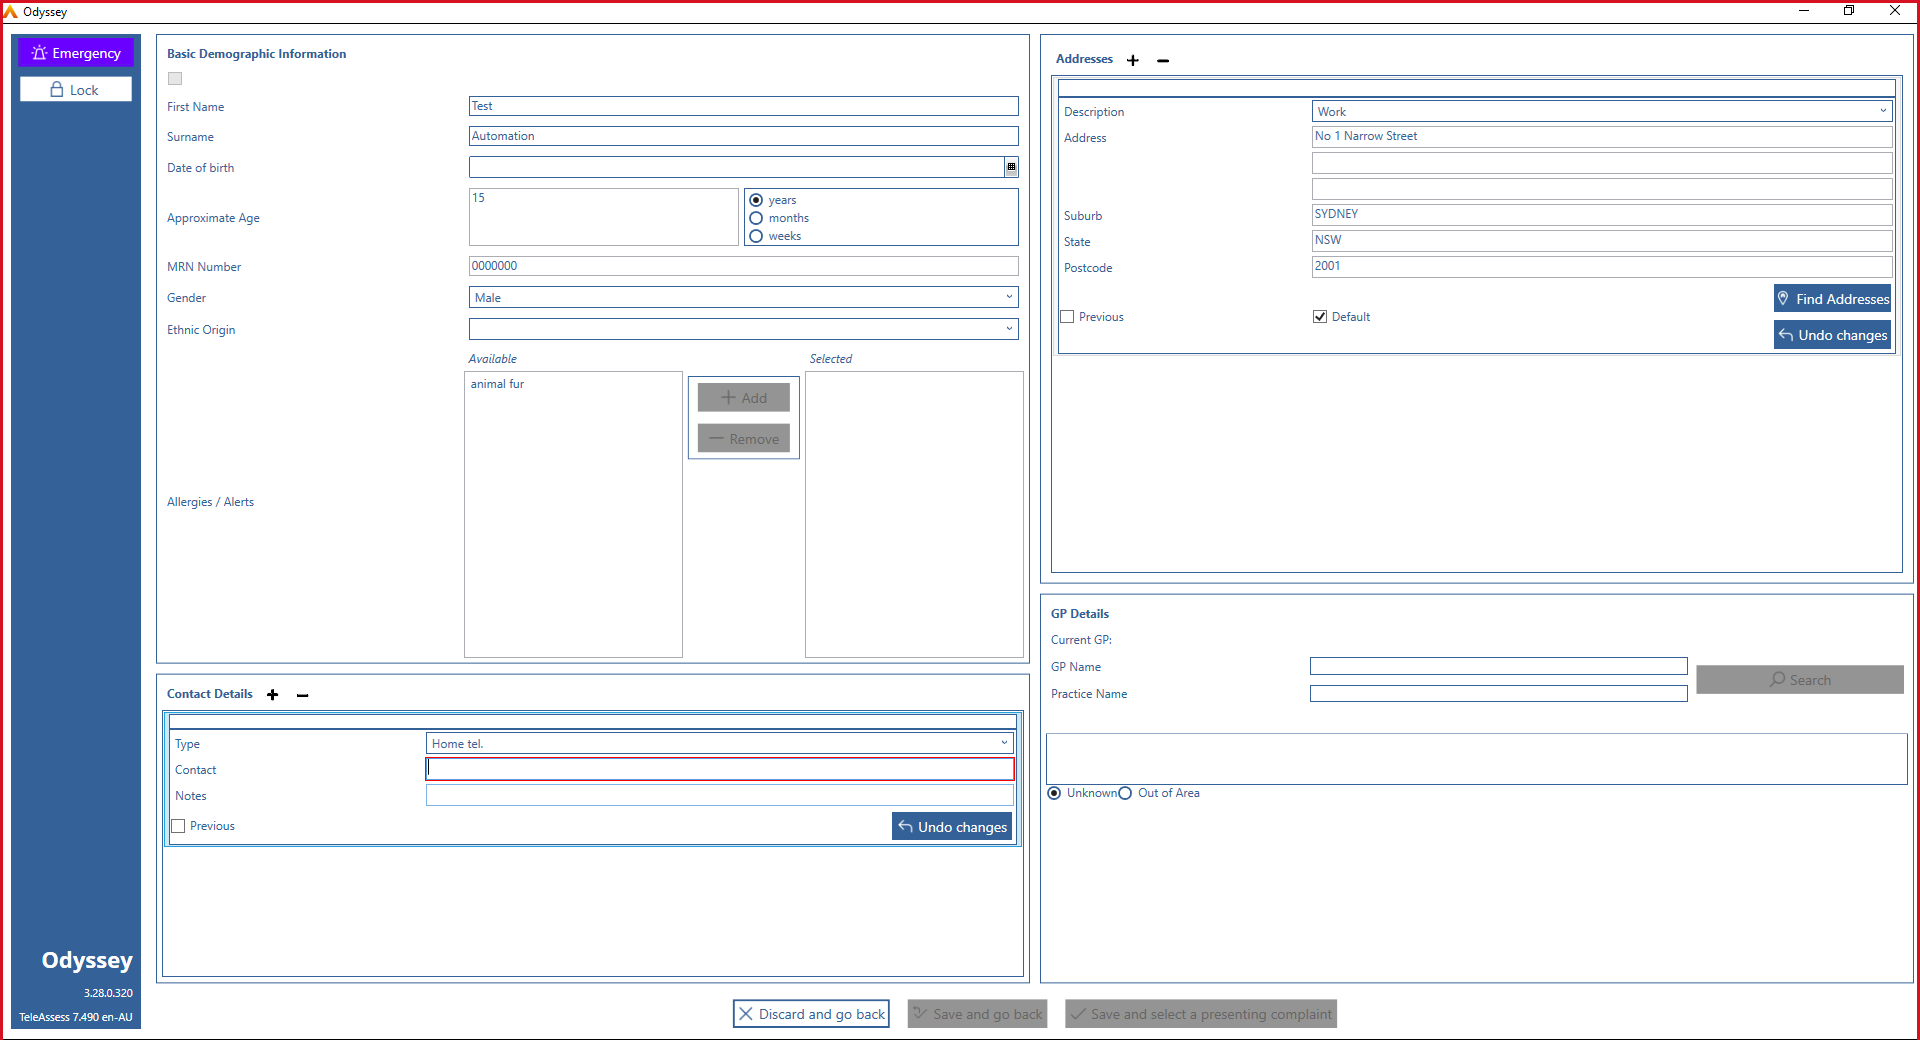 Odyssey
Emergency
Lock
Basic Demographic Information
First Name
Test
Surname
Automation
Date of birth
Approximate Age
15
years
months
weeks
MRN Number
0000000
Gender
Male
Ethnic Origin
Available
Selected
animal fur
Add
Remove
Allergies / Alerts
Contact Details
Type
Home tel.
Contact
Notes
Previous
Undo changes
Addresses
Description
Work
Address
No 1 Narrow Street
Suburb
SYDNEY
State
NSW
Postcode
2001
Find Addresses
Previous
Default
Undo changes
GP Details
Current GP:
GP Name
Practice Name
Search
Unknown
Out of Area
Odyssey
3.28.0.320
TeleAssess 7.490 en-AU
Discard and go back
Save and go back
Save and select a presenting complaint